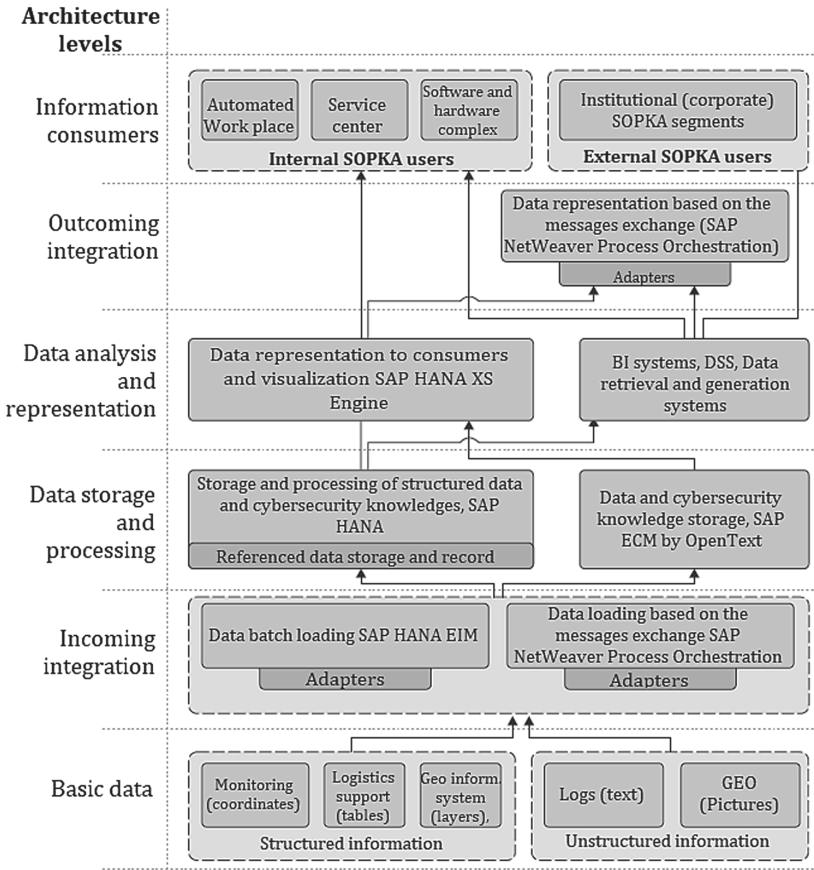 Architecture
levels
Information
consumers
Automated
Work place
Service
center
Software and
hardware
complex
Internal SOPKA users
Institutional (corporate)
SOPKA segments
External SOPKA users
Outcoming
integration
Data representation based on the
messages exchange (SAP
NetWeaver Process Orchestration)
Adapters
Data analysis
and
representation
Data representation to consumers
and visualization SAP HANA XS
Engine
BI systems, DSS, Data
retrieval and generation
systems
Data storage
and
processing
Storage and processing of structured data
and cybersecurity knowledges, SAP
HANA
Referenced data storage and record
Data and cybersecurity
knowledge storage, SAP
ECM by OpenText
Incoming
integration
Data batch loading SAP HANA EIM
Adapters
Data loading based on the
messages exchange SAP
NetWeaver Process Orchestration
Adapters
Basic data
Monitoring
(coordinates)
Logistics
support
(tables)
Geo inform.
system
(layers),
Structured information
Logs (text)
GEO
(Pictures)
Unstructured information